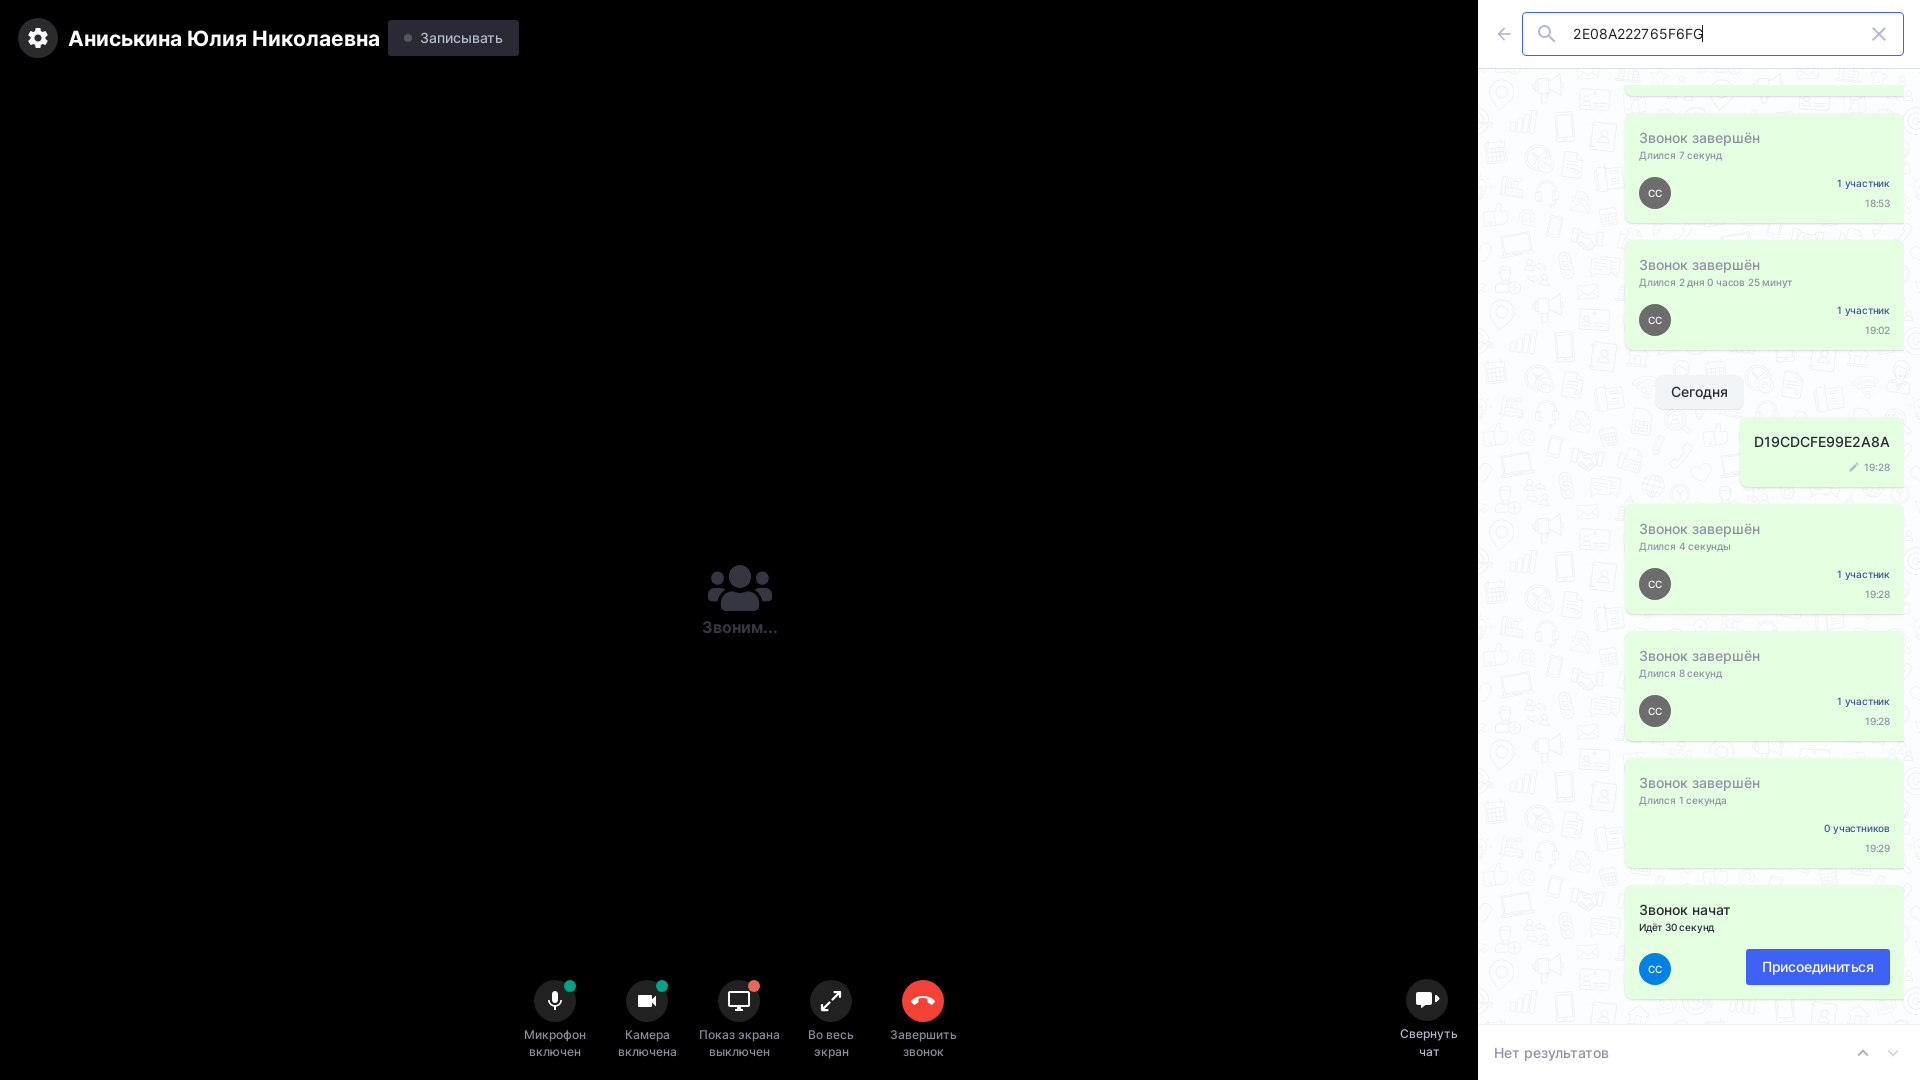 Аниськина Юлия Николаевна
Записывать
Звоним...
Микрофон
включен
Камера
включена
Показ экрана
выключен
Во весь
экран
Завершить
звонок
Свернуть
чат
2E08A222765F6FG
Звонок завершён
Длился 7 секунд
CC
1 участник
18:53
Звонок завершён
Длился 2 дня 0 часов 25 минут
CC
1 участник
19:02
Сегодня
D19CDCFE99E2A8A
19:28
Звонок завершён
Длился 4 секунды
CC
1 участник
19:28
Звонок завершён
Длился 8 секунд
CC
1 участник
19:28
Звонок завершён
Длился 1 секунда
0 участников
19:29
Звонок начат
Идёт 30 секунд
CC
Присоединиться
Нет результатов